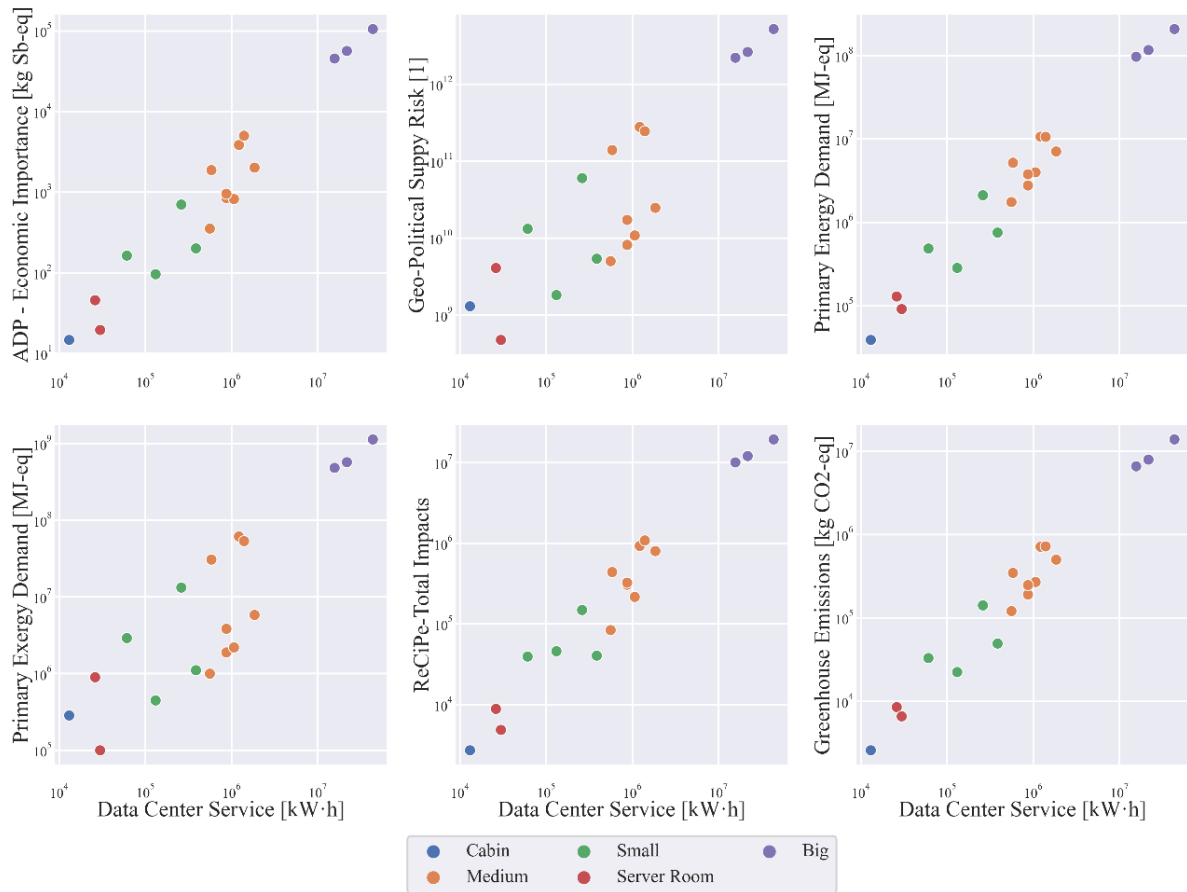 ADP - Economic Importance [kg Sb-eq]
10^5
10^4
10^3
10^2
10^1
10^4 10^5 10^6 10^7
Geo-Political Suppy Risk [1]
10^12
10^11
10^10
10^9
10^4 10^5 10^6 10^7
Primary Energy Demand [MJ-eq]
10^8
10^7
10^6
10^5
10^4 10^5 10^6 10^7
Primary Exergy Demand [MJ-eq]
10^9
10^8
10^7
10^6
10^5
10^4 10^5 10^6 10^7
Data Center Service [kW·h]
ReCiPe-Total Impacts
10^7
10^6
10^5
10^4
10^4 10^5 10^6 10^7
Data Center Service [kW·h]
Greenhouse Emissions [kg CO2-eq]
10^7
10^6
10^5
10^4
10^4 10^5 10^6 10^7
Data Center Service [kW·h]
Cabin Small Big
Medium Server Room